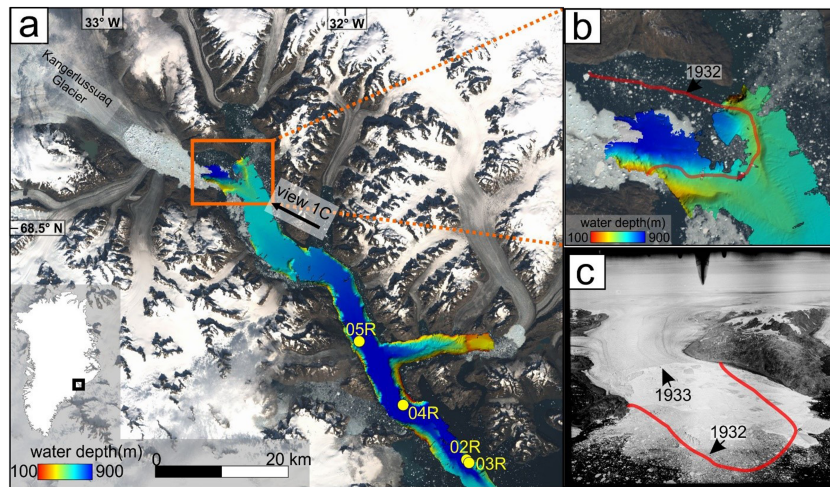 a
33° W
32° W
Kangerlussuaq
Glacier
view 1C
68.5° N
05R
04R
02R
03R
water depth(m)
100
900
0
20 km
b
1932
water depth(m)
100
900
c
1933
1932